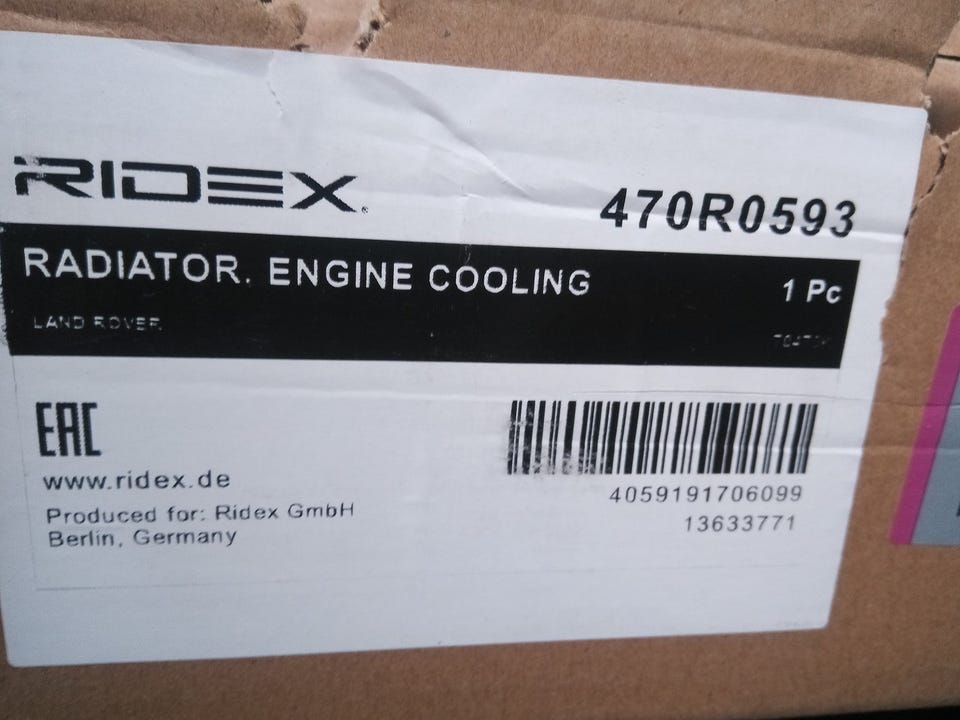 RIDEX
470R0593
RADIATOR. ENGINE COOLING
1 Pc
LAND ROVER
EAC
www.ridex.de
Produced for: Ridex GmbH
Berlin, Germany
4059191706099
13633771